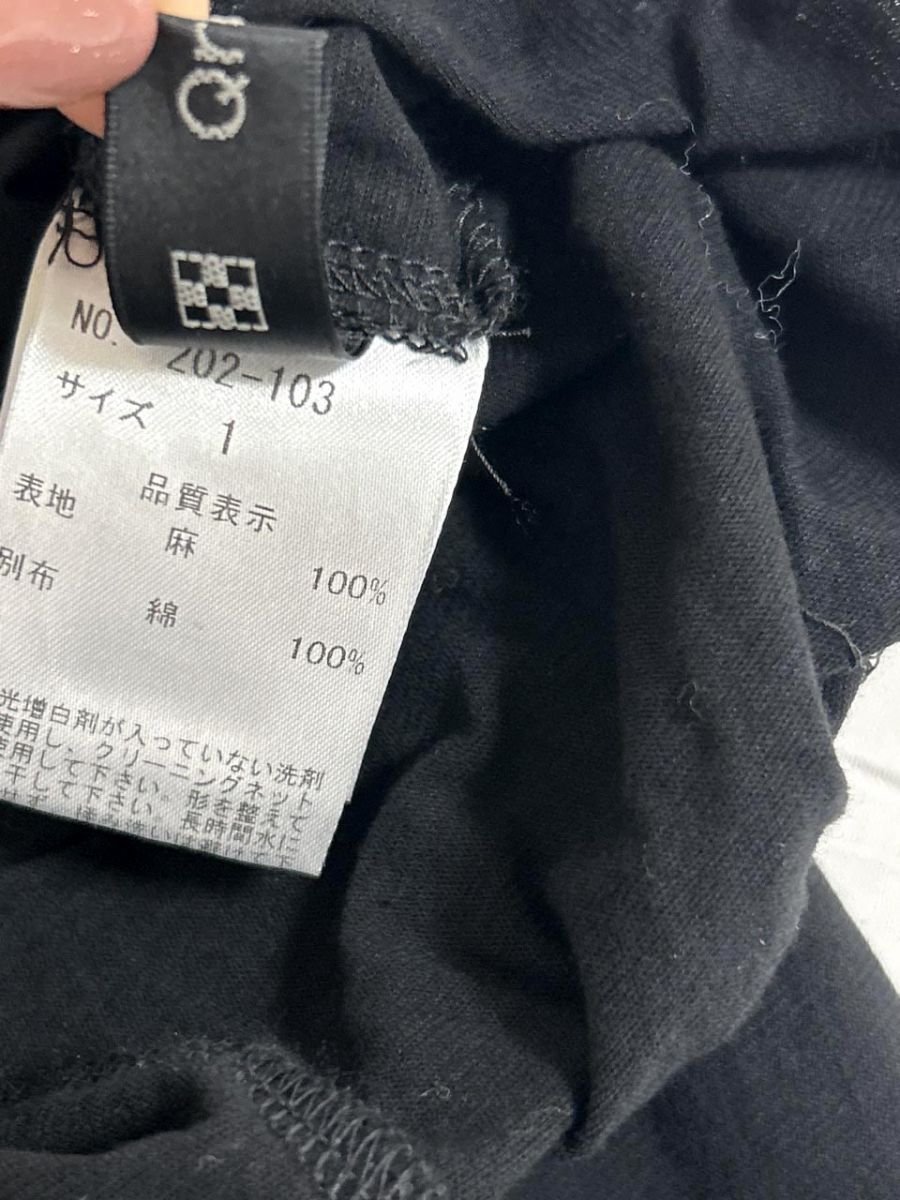 NO.
202-103
サイズ 1
品質表示
表地 麻 100%
別布 綿 100%
光増白剤が入っていない洗剤
使用し、クリーニングネット
使用して下さい。形を整えて
干して下さい。長時間水に
せず、